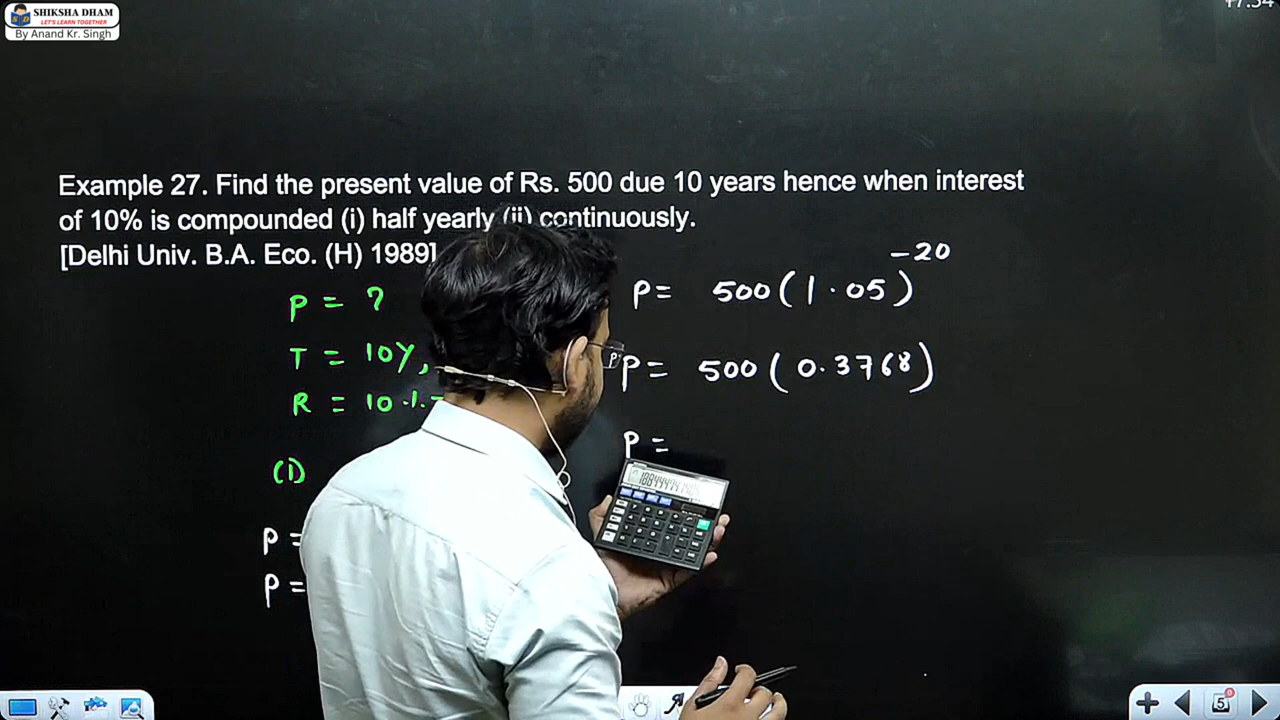 SHIKSHA DHAM
LET'S LEARN TOGETHER
By Anand Kr. Singh
Example 27. Find the present value of Rs. 500 due 10 years hence when interest
of 10% is compounded (i) half yearly (ii) continuously.
[Delhi Univ. B.A. Eco. (H) 1989]
P = ?
T = 10Y,
R = 10%
(i)
P =
P =
P = 500(1.05)^-20
P = 500(0.3768)
P =